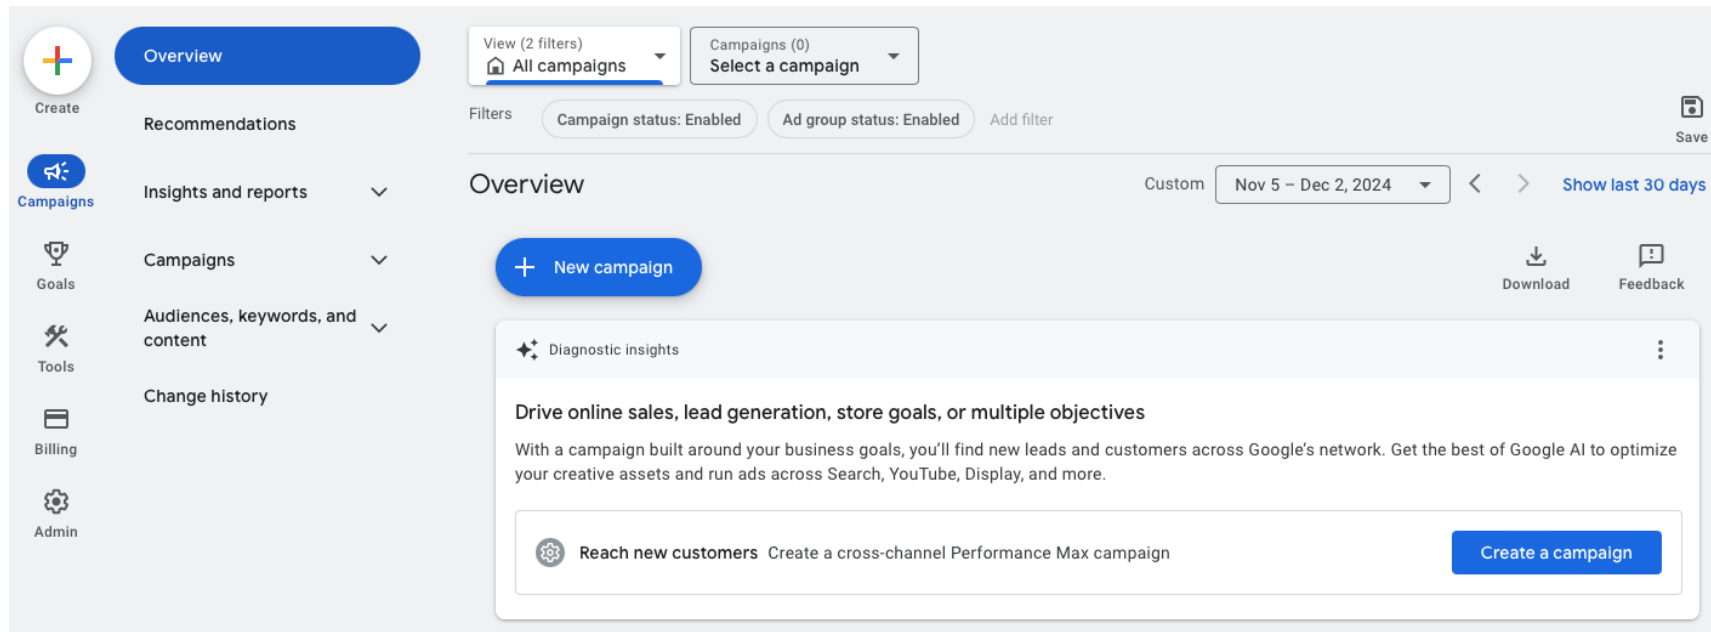 Create
Campaigns
Goals
Tools
Billing
Admin
Overview
Recommendations
Insights and reports
Campaigns
Audiences, keywords, and
content
Change history
View (2 filters)
All campaigns
Campaigns (0)
Select a campaign
Filters
Campaign status: Enabled
Ad group status: Enabled
Add filter
Save
Overview
Custom
Nov 5 – Dec 2, 2024
Show last 30 days
New campaign
Download
Feedback
Diagnostic insights
Drive online sales, lead generation, store goals, or multiple objectives
With a campaign built around your business goals, you’ll find new leads and customers across Google’s network. Get the best of Google AI to optimize
your creative assets and run ads across Search, YouTube, Display, and more.
Reach new customers Create a cross-channel Performance Max campaign
Create a campaign